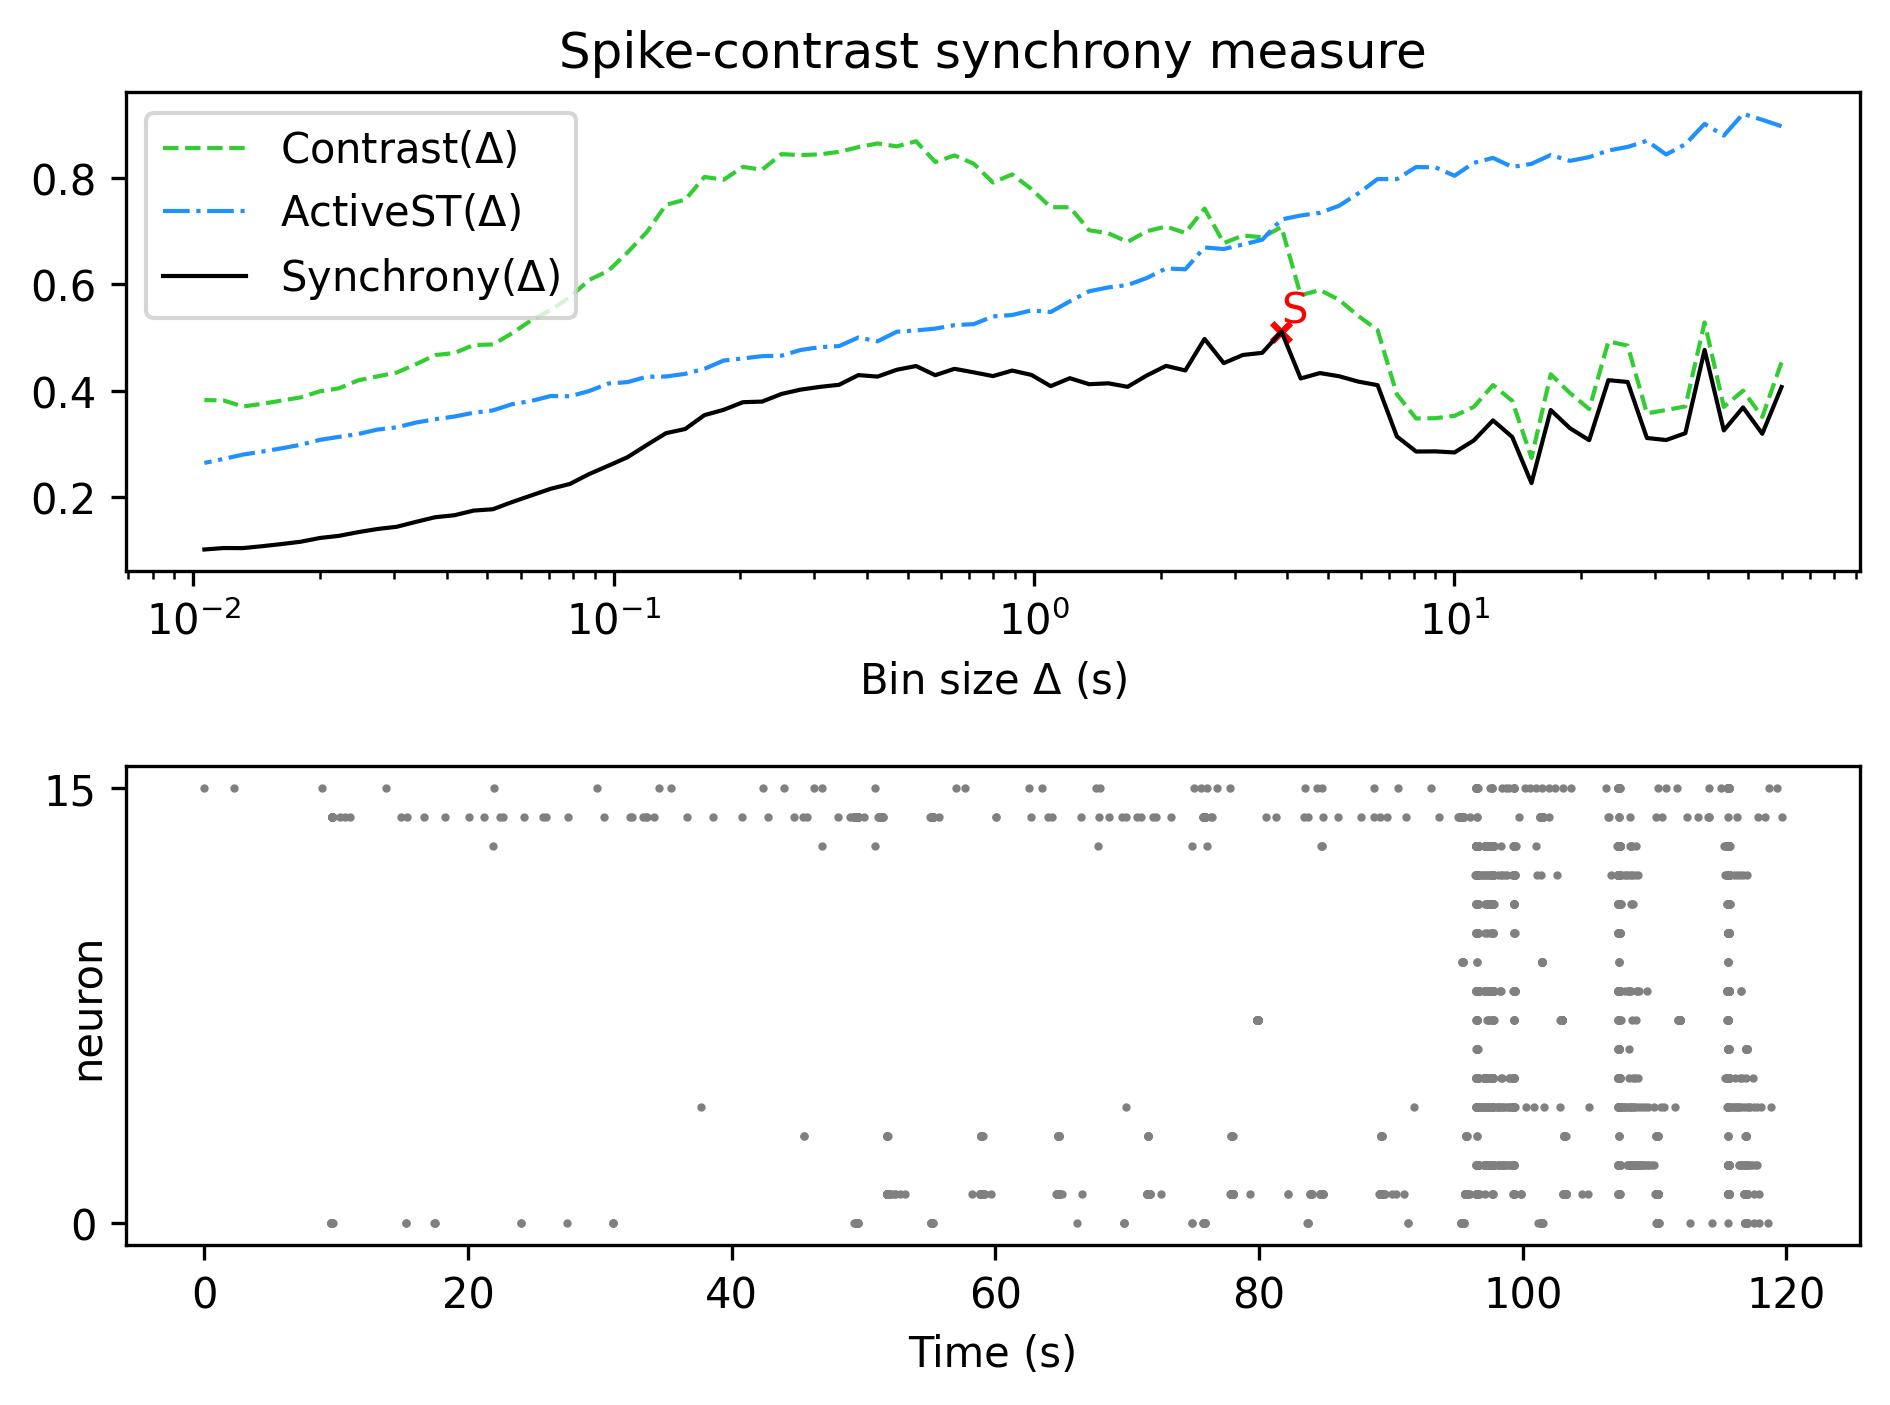 Spike-contrast synchrony measure
Contrast(Δ)
ActiveST(Δ)
Synchrony(Δ)
0.8
0.6
0.4
0.2
S
10⁻² 10⁻¹ 10⁰ 10¹
Bin size Δ (s)
15
neuron
0
0 20 40 60 80 100 120
Time (s)